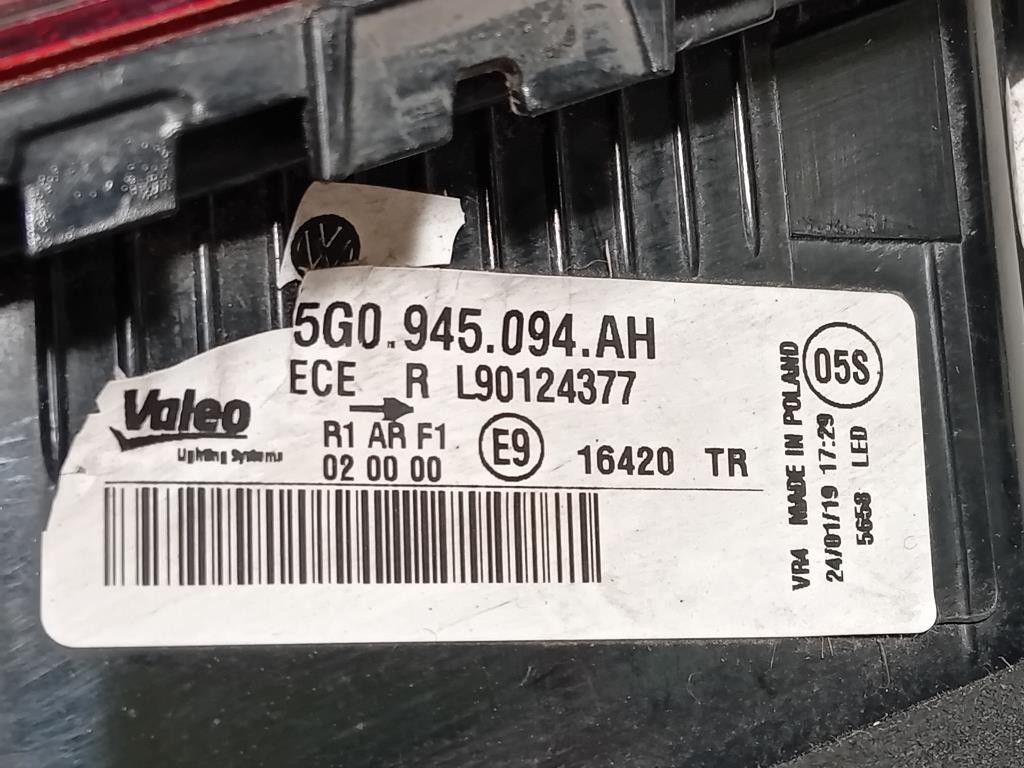 5G0.945.094.AH
ECE R L90124377
Valeo
Lighting Systems
R1 AR F1
02 00 00
E9
16420 TR
05S
VR4 MADE IN POLAND
24/01/19 17:29
5658 LED